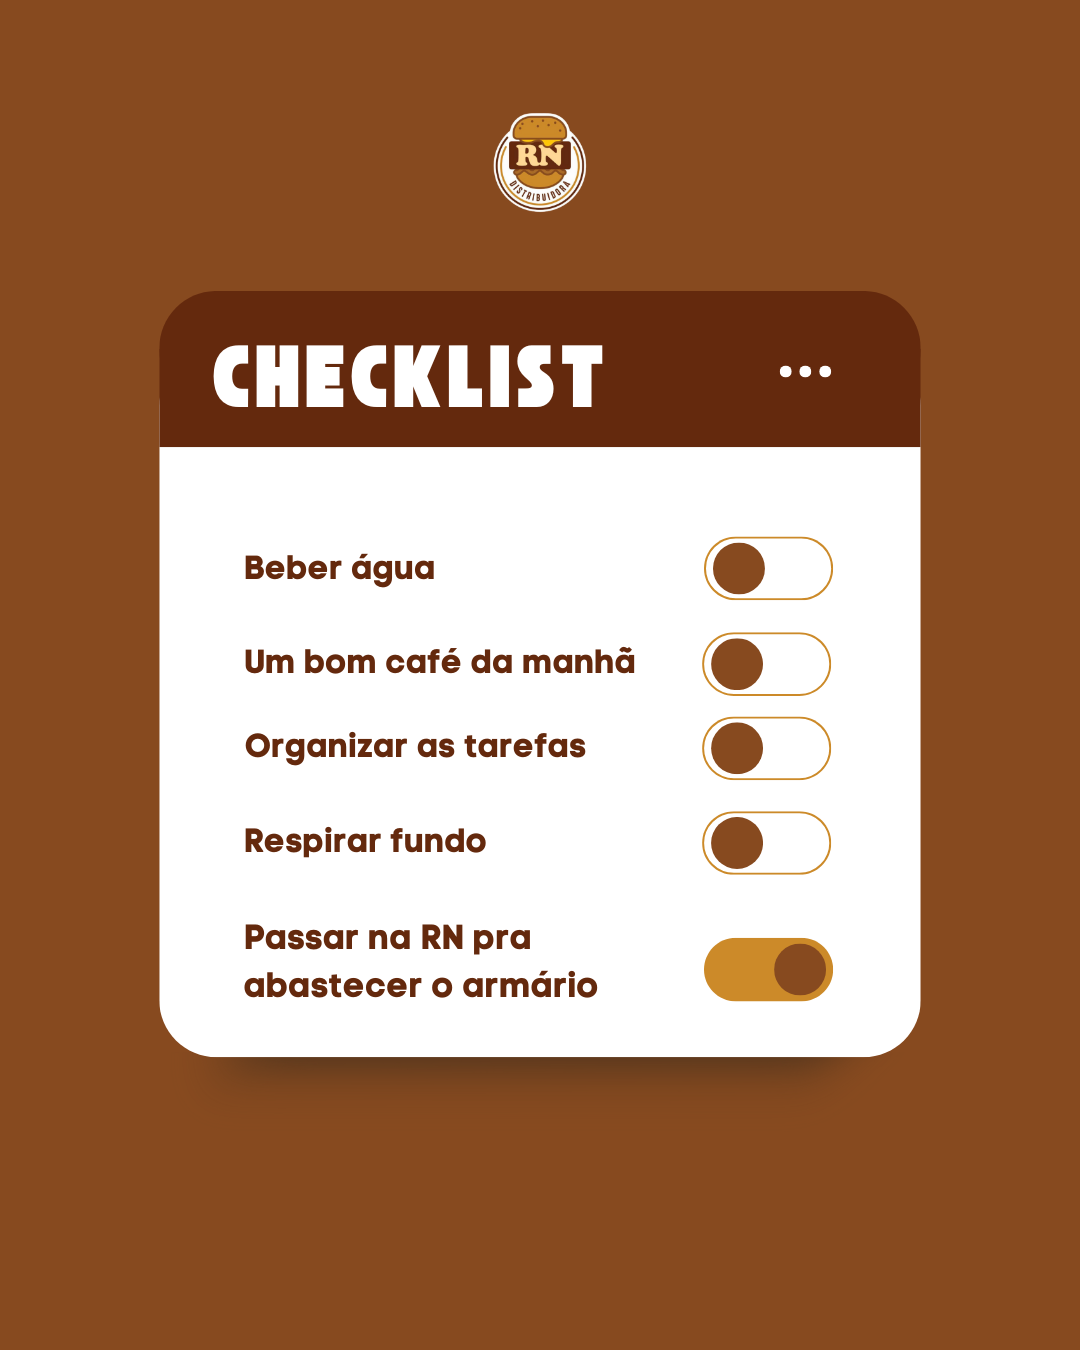 RN
DISTRIBUIDORA
CHECKLIST
Beber água
Um bom café da manhã
Organizar as tarefas
Respirar fundo
Passar na RN pra
abastecer o armário